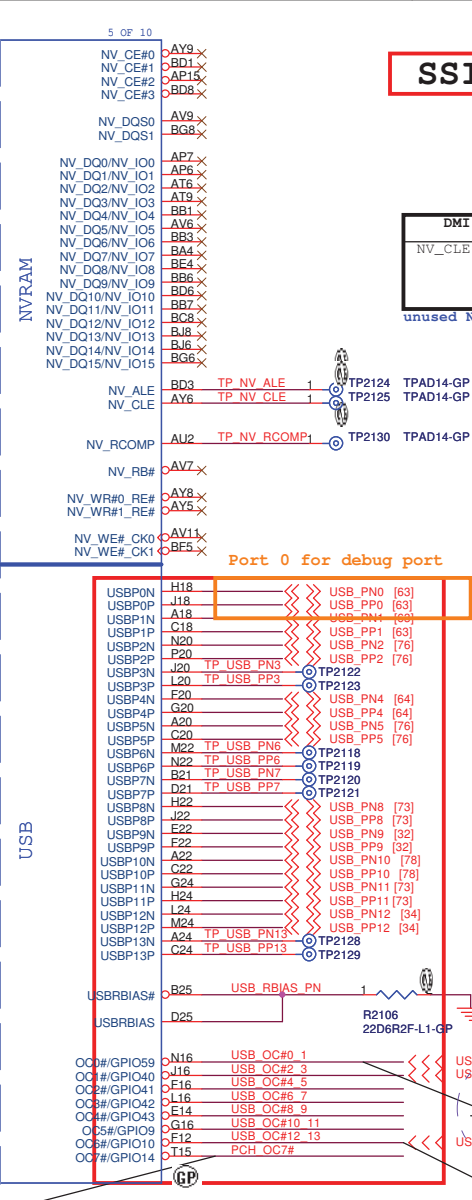 5 OF 10
SSI
NVRAM
NV_CE#0 AY9
NV_CE#1 BD1
NV_CE#2 AP15
NV_CE#3 BD8
NV_DQS0 AV9
NV_DQS1 BG8
NV_DQ0/NV_IO0 AP7
NV_DQ1/NV_IO1 AP6
NV_DQ2/NV_IO2 AT6
NV_DQ3/NV_IO3 AT9
NV_DQ4/NV_IO4 BB1
NV_DQ5/NV_IO5 AV6
NV_DQ6/NV_IO6 BB3
NV_DQ7/NV_IO7 BA4
NV_DQ8/NV_IO8 BE4
NV_DQ9/NV_IO9 BB6
NV_DQ10/NV_IO10 BD6
NV_DQ11/NV_IO11 BB7
NV_DQ12/NV_IO12 BC8
NV_DQ13/NV_IO13 BJ8
NV_DQ14/NV_IO14 BJ6
NV_DQ15/NV_IO15 BG6
DMI
NV_CLE
unused N
NV_ALE BD3 TP_NV_ALE 1 TP2124 TPAD14-GP
NV_CLE AY6 TP_NV_CLE 1 TP2125 TPAD14-GP
NV_RCOMP AU2 TP_NV_RCOMP 1 TP2130 TPAD14-GP
NV_RB# AV7
NV_WR#0_RE# AY8
NV_WR#1_RE# AY5
NV_WE#_CK0 AV11
NV_WE#_CK1 BF5
Port 0 for debug port
USB
USBP0N H18 USB_PN0 [63]
USBP0P J18 USB_PP0 [63]
USBP1N A18 USB_PN1 [63]
USBP1P C18 USB_PP1 [63]
USBP2N N20 USB_PN2 [76]
USBP2P P20 USB_PP2 [76]
USBP3N J20 TP_USB_PN3 TP2122
USBP3P L20 TP_USB_PP3 TP2123
USBP4N F20 USB_PN4 [64]
USBP4P G20 USB_PP4 [64]
USBP5N A20 USB_PN5 [76]
USBP5P C20 USB_PP5 [76]
USBP6N M22 TP_USB_PN6 TP2118
USBP6P N22 TP_USB_PP6 TP2119
USBP7N B21 TP_USB_PN7 TP2120
USBP7P D21 TP_USB_PP7 TP2121
USBP8N H22 USB_PN8 [73]
USBP8P J22 USB_PP8 [73]
USBP9N E22 USB_PN9 [32]
USBP9P F22 USB_PP9 [32]
USBP10N A22 USB_PN10 [78]
USBP10P C22 USB_PP10 [78]
USBP11N G24 USB_PN11 [73]
USBP11P H24 USB_PP11 [73]
USBP12N L24 USB_PN12 [34]
USBP12P M24 USB_PP12 [34]
USBP13N A24 TP_USB_PN13 TP2128
USBP13P C24 TP_USB_PP13 TP2129
USBRBIAS# B25 USB_RBIAS_PN 1
USBRBIAS D25
R2106
22D6R2F-L1-GP
OC0#/GPIO59 N16 USB_OC#0_1 US
OC1#/GPIO40 J16 USB_OC#2_3 US
OC2#/GPIO41 F16 USB_OC#4_5
OC3#/GPIO42 L16 USB_OC#6_7
OC4#/GPIO43 E14 USB_OC#8_9
OC5#/GPIO9 G16 USB_OC#10_11
OC6#/GPIO10 F12 USB_OC#12_13 US
OC7#/GPIO14 T15 PCH_OC7#
GP